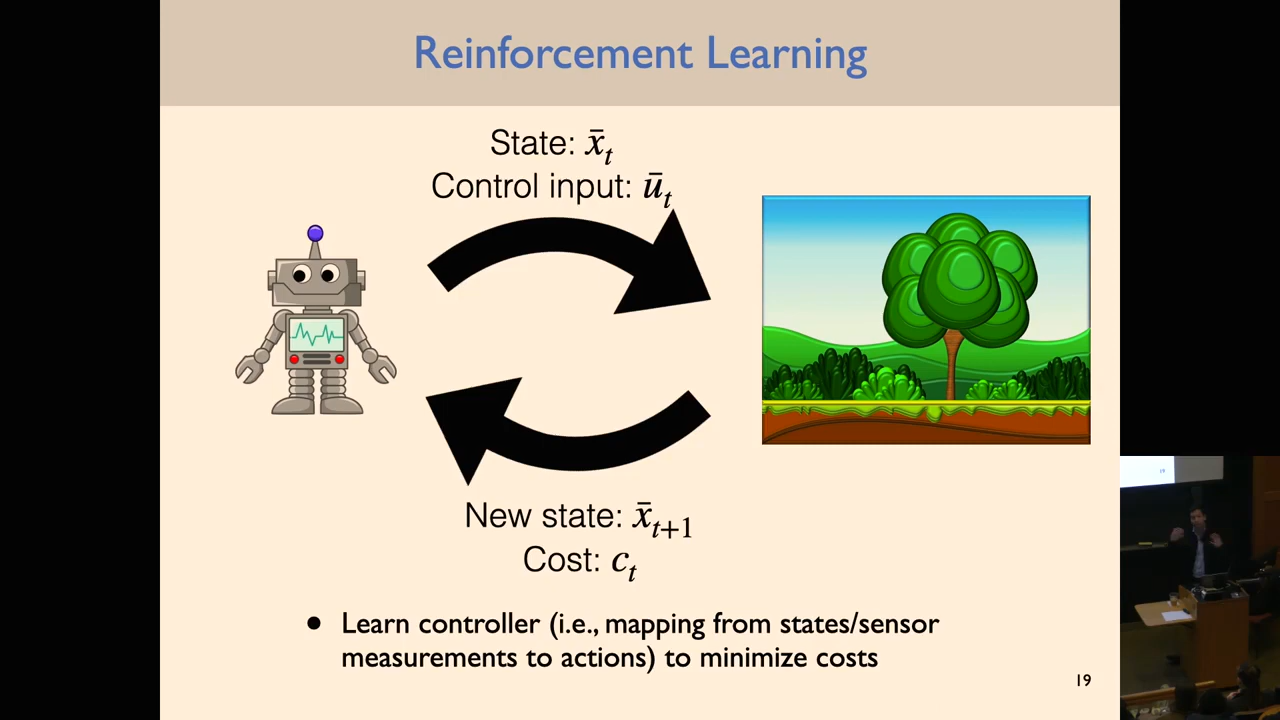 Reinforcement Learning
State: x̄ₜ
Control input: ūₜ
New state: x̄ₜ₊₁
Cost: cₜ
• Learn controller (i.e., mapping from states/sensor
measurements to actions) to minimize costs
19
19